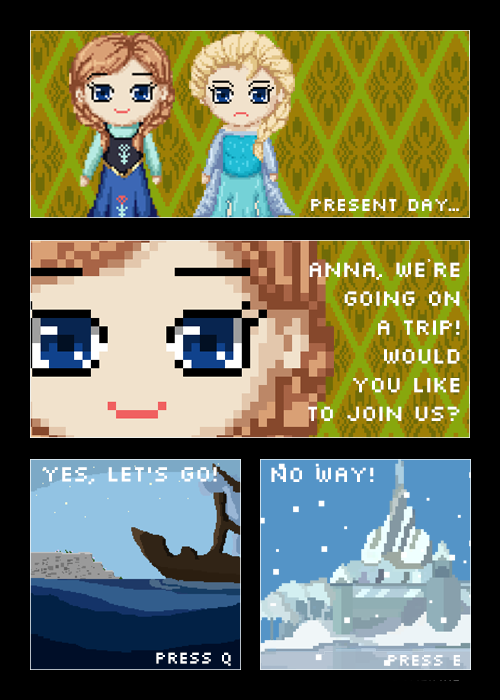 PRESENT DAY...
ANNA, WE'RE
GOING ON
A TRIP!
WOULD
YOU LIKE
TO JOIN US?
YES, LET'S GO!
NO WAY!
PRESS Q
PRESS E